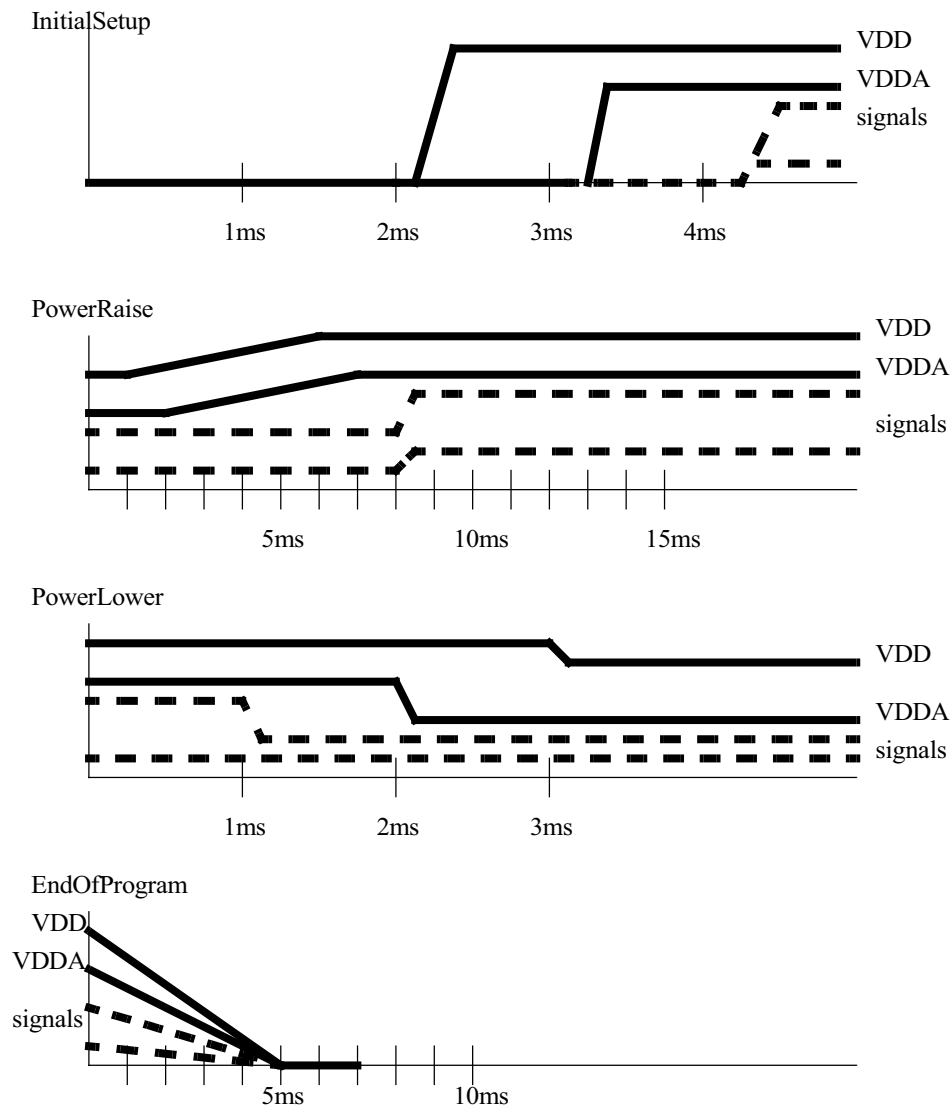 InitialSetup
VDD
VDDA
signals
1ms 2ms 3ms 4ms
PowerRaise
VDD
VDDA
signals
5ms 10ms 15ms
PowerLower
VDD
VDDA
signals
1ms 2ms 3ms
EndOfProgram
VDD
VDDA
signals
5ms 10ms